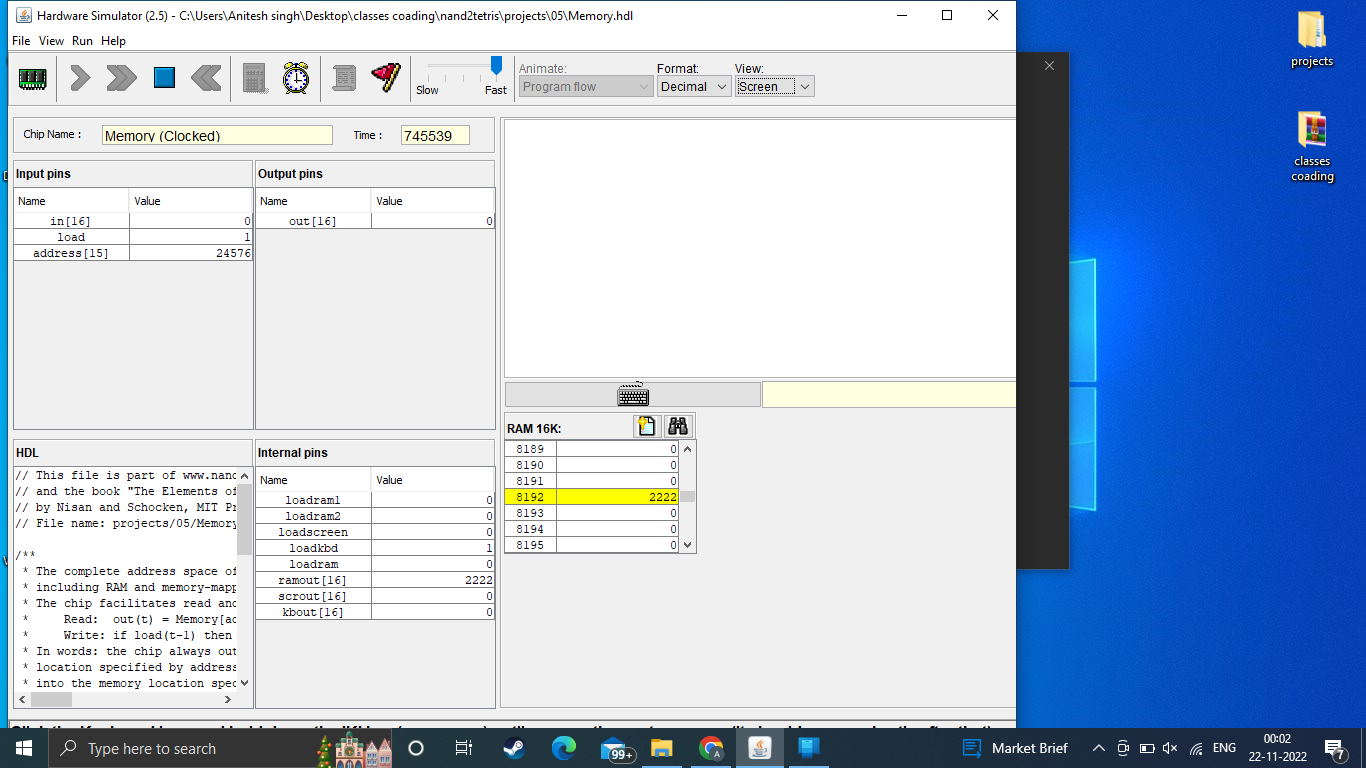 Hardware Simulator (2.5) - C:\Users\Anitesh singh\Desktop\classes coading\nand2tetris\projects\05\Memory.hdl
File View Run Help
Slow Fast
Animate:
Program flow
Format:
Decimal
View:
Screen
Chip Name :
Memory (Clocked)
Time :
745539
Input pins
Name Value
in[16] 0
load 1
address[15] 24576
Output pins
Name Value
out[16] 0
HDL
// This file is part of www.nand
// and the book "The Elements of
// by Nisan and Schocken, MIT Pr
// File name: projects/05/Memory
/**
* The complete address space of
* including RAM and memory-mapp
* The chip facilitates read and
* Read: out(t) = Memory[ad
* Write: if load(t-1) then
* In words: the chip always out
* location specified by address
* into the memory location spec
Internal pins
Name Value
loadram1 0
loadram2 0
loadscreen 0
loadkbd 1
loadram 0
ramout[16] 2222
scrout[16] 0
kbout[16] 0
RAM 16K:
8189 0
8190 0
8191 0
8192 2222
8193 0
8194 0
8195 0
projects
classes
coading
Type here to search
99+
A
Market Brief
ENG
00:02
22-11-2022
7